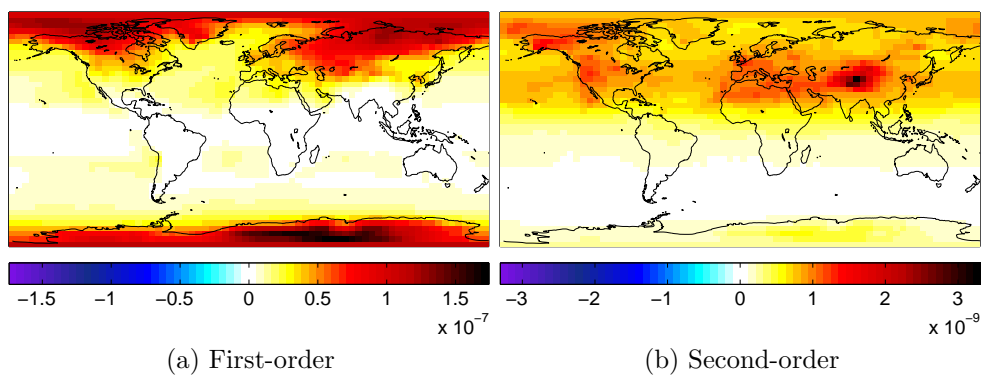 −1.5 −1 −0.5 0 0.5 1 1.5
x 10⁻⁷
(a) First-order
−3 −2 −1 0 1 2 3
x 10⁻⁹
(b) Second-order